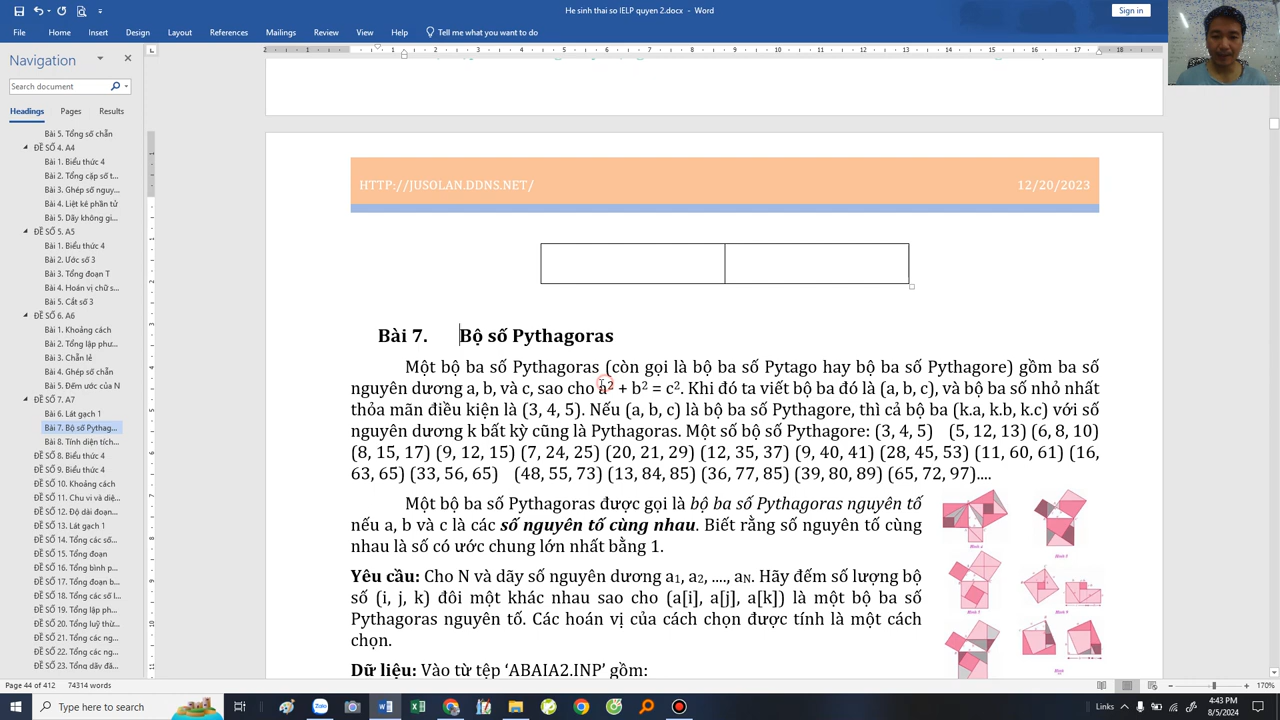 He sinh thai so IELP quyen 2.docx - Word
Sign in
File Home Insert Design Layout References Mailings Review View Help Tell me what you want to do
2 1 1 2 3 4 5 6 7 8 9 10 11 12 13 14 15 16 17 18
Navigation
Search document
Headings Pages Results
Bài 5. Tổng số chẵn
ĐỀ SỐ 4. A4
Bài 1. Biểu thức 4
Bài 2. Tổng cặp số t...
Bài 3. Ghép số nguy...
Bài 4. Liệt kê phần tử
Bài 5. Dãy không gi...
ĐỀ SỐ 5. A5
Bài 1. Biểu thức 4
Bài 2. Ước số 3
Bài 3. Tổng đoạn T
Bài 4. Hoán vị chữ s...
Bài 5. Cắt số 3
ĐỀ SỐ 6. A6
Bài 1. Khoảng cách
Bài 2. Tổng lập phư...
Bài 3. Chẵn lẻ
Bài 4. Ghép số chẵn
Bài 5. Đếm ước của N
ĐỀ SỐ 7. A7
Bài 6. Lát gạch 1
Bài 7. Bộ số Pythag...
Bài 8. Tính diện tích...
ĐỀ SỐ 8. Biểu thức 4
ĐỀ SỐ 9. Biểu thức 4
ĐỀ SỐ 10. Khoảng cách
ĐỀ SỐ 11. Chu vi và diệ...
ĐỀ SỐ 12. Độ dài đoạn...
ĐỀ SỐ 13. Lát gạch 1
ĐỀ SỐ 14. Tổng các số...
ĐỀ SỐ 15. Tổng đoạn
ĐỀ SỐ 16. Tổng bình p...
ĐỀ SỐ 17. Tổng đoạn b...
ĐỀ SỐ 18. Tổng các số l...
ĐỀ SỐ 19. Tổng lập ph...
ĐỀ SỐ 20. Tổng luỹ thừ...
ĐỀ SỐ 21. Tổng các ng...
ĐỀ SỐ 22. Tổng các ng...
ĐỀ SỐ 23. Tổng dãy đã...
HTTP://JUSOLAN.DDNS.NET/ 12/20/2023
Bài 7. Bộ số Pythagoras
Một bộ ba số Pythagoras (còn gọi là bộ ba số Pytago hay bộ ba số Pythagore) gồm ba số
nguyên dương a, b, và c, sao cho a² + b² = c². Khi đó ta viết bộ ba đó là (a, b, c), và bộ ba số nhỏ nhất
thỏa mãn điều kiện là (3, 4, 5). Nếu (a, b, c) là bộ ba số Pythagore, thì cả bộ ba (k.a, k.b, k.c) với số
nguyên dương k bất kỳ cũng là Pythagoras. Một số bộ số Pythagore: (3, 4, 5) (5, 12, 13) (6, 8, 10)
(8, 15, 17) (9, 12, 15) (7, 24, 25) (20, 21, 29) (12, 35, 37) (9, 40, 41) (28, 45, 53) (11, 60, 61) (16,
63, 65) (33, 56, 65) (48, 55, 73) (13, 84, 85) (36, 77, 85) (39, 80, 89) (65, 72, 97)....
Một bộ ba số Pythagoras được gọi là bộ ba số Pythagoras nguyên tố
nếu a, b và c là các số nguyên tố cùng nhau. Biết rằng số nguyên tố cùng
nhau là số có ước chung lớn nhất bằng 1.
Yêu cầu: Cho N và dãy số nguyên dương a₁, a₂, ...., aN. Hãy đếm số lượng bộ
số (i, j, k) đôi một khác nhau sao cho (a[i], a[j], a[k]) là một bộ ba số
Pythagoras nguyên tố. Các hoán vị của cách chọn được tính là một cách
chọn.
Dữ liệu: Vào từ tệp ‘ABAIA2.INP’ gồm:
Page 44 of 412 74314 words
170%
Type here to search
4:43 PM
8/5/2024